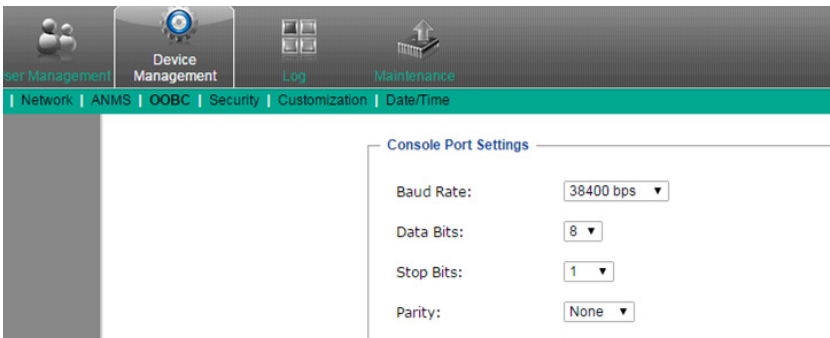 ser Management
Device Management
Log
Maintenance
| Network | ANMS | OOBC | Security | Customization | Date/Time
Console Port Settings
Baud Rate: 38400 bps
Data Bits: 8
Stop Bits: 1
Parity: None